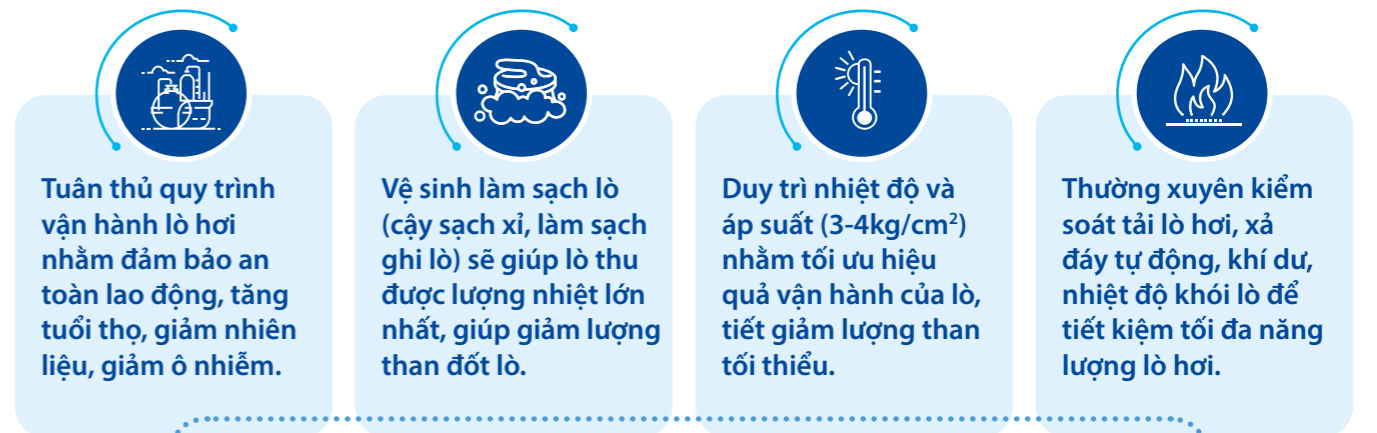 Tuân thủ quy trình
vận hành lò hơi
nhằm đảm bảo an
toàn lao động, tăng
tuổi thọ, giảm nhiên
liệu, giảm ô nhiễm.
Vệ sinh làm sạch lò
(cậy sạch xỉ, làm sạch
ghi lò) sẽ giúp lò thu
được lượng nhiệt lớn
nhất, giúp giảm lượng
than đốt lò.
Duy trì nhiệt độ và
áp suất (3-4kg/cm²)
nhằm tối ưu hiệu
quả vận hành của lò,
tiết giảm lượng than
tối thiểu.
Thường xuyên kiểm
soát tải lò hơi, xả
đáy tự động, khí dư,
nhiệt độ khói lò để
tiết kiệm tối đa năng
lượng lò hơi.